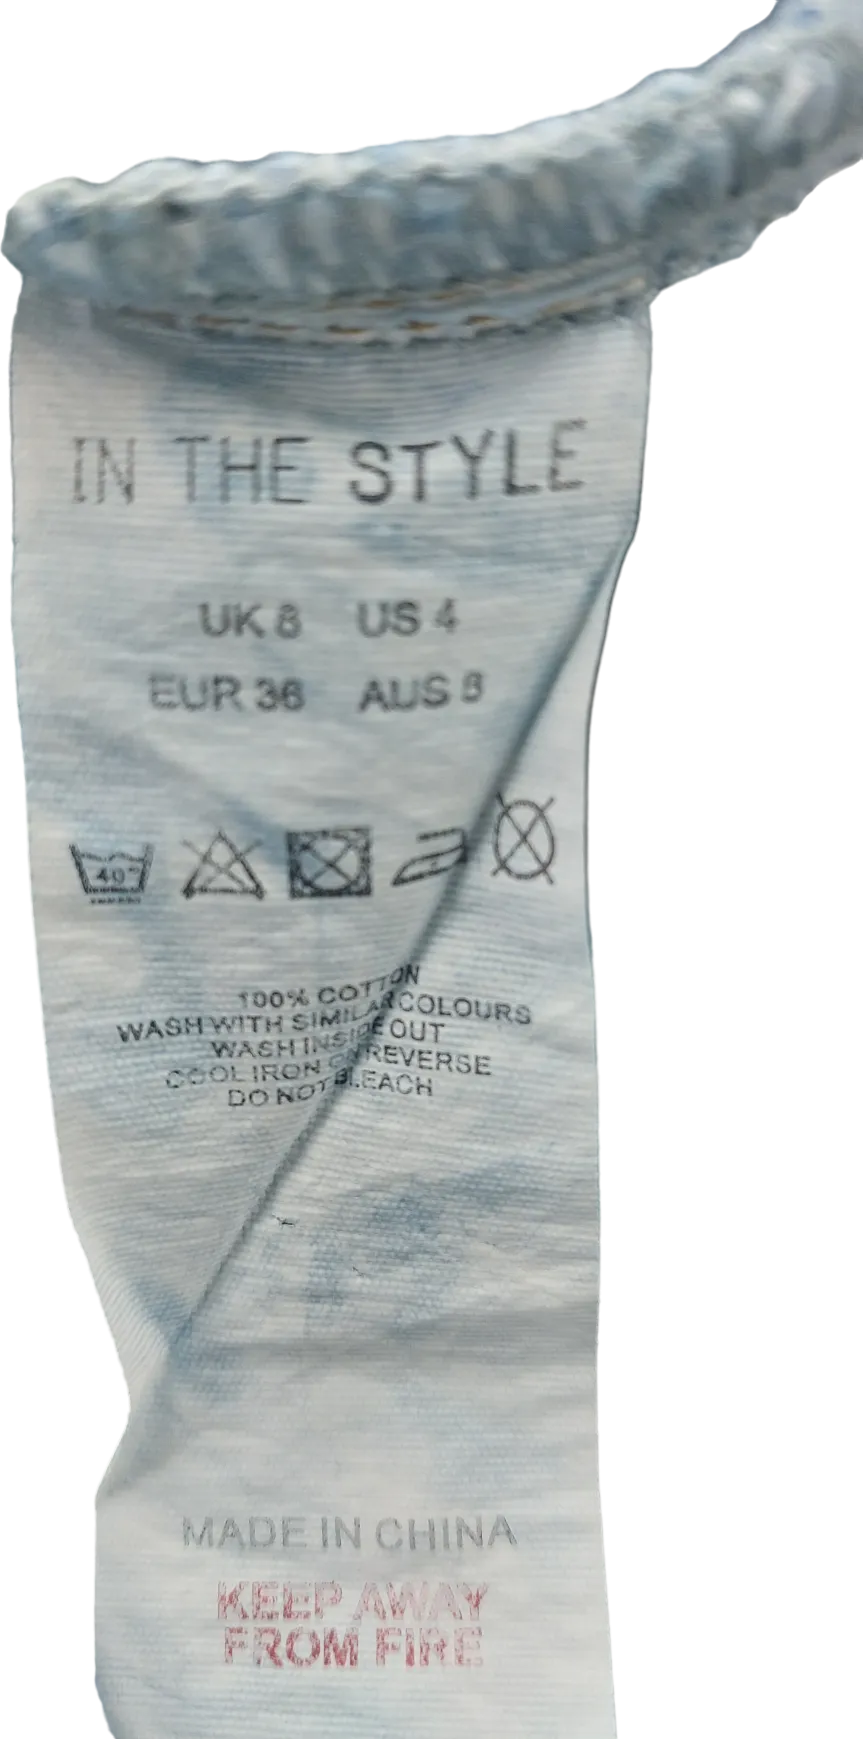 IN THE STYLE
UK 8 US 4
EUR 36 AUS 8
40°
100% COTTON
WASH WITH SIMILAR COLOURS
WASH INSIDE OUT
COOL IRON ON REVERSE
DO NOT BLEACH
MADE IN CHINA
KEEP AWAY
FROM FIRE